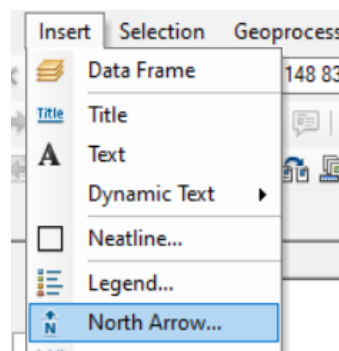 Insert Selection Geoprocess
Data Frame
148 83
Title Title
A Text
Dynamic Text
Neatline...
Legend...
N North Arrow...